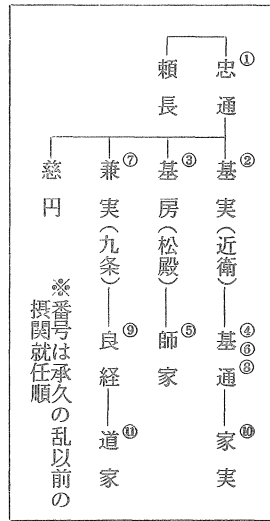 ①忠通
頼長
②基実(近衛)
④⑥⑧基通
⑩家実
③基房(松殿)
⑤師家
⑦兼実(九条)
⑨良経
⑪道家
慈円
※番号は承久の乱以前の
摂関就任順